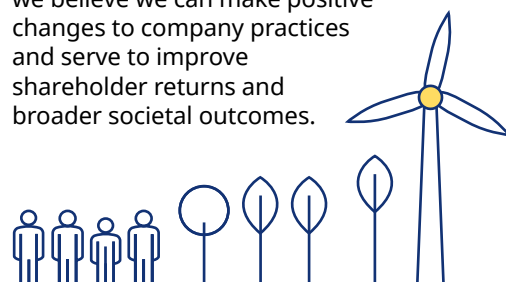 we believe we can make positive
changes to company practices
and serve to improve
shareholder returns and
broader societal outcomes.